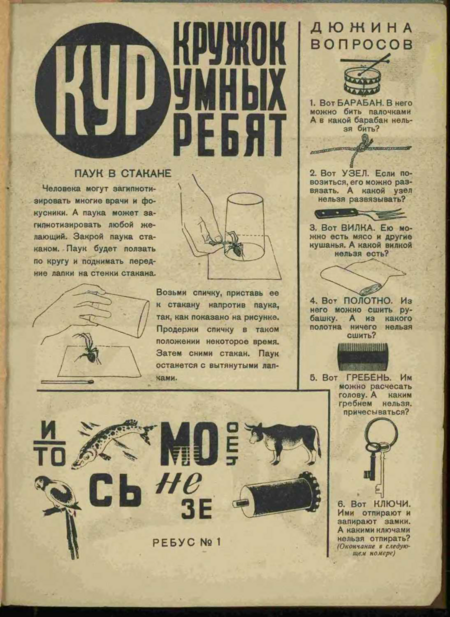 КУР
КРУЖОК
УМНЫХ
РЕБЯТ
ПАУК В СТАКАНЕ
Человека могут загипноти-
зировать многие врачи и фо-
кусники. А паука может за-
гипнотизировать любой же-
лающий. Закрой паука ста-
каном. Паук будет ползать
по кругу и поднимать перед-
ние лапки на стенки стакана.
Возьми спичку, приставь ее
к стакану напротив паука,
так, как показано на рисунке.
Продержи спичку в таком
положении некоторое время.
Затем сними стакан. Паук
останется с вытянутыми лап-
ками.
И
ТО
СЬ
МО
не
ЗЕ
РЕБУС № 1
ДЮЖИНА
ВОПРОСОВ
1. Вот БАРАБАН. В него
можно бить палочками
А в какой барабан нель-
зя бить?
2. Вот УЗЕЛ. Если по-
возиться, его можно раз-
вязать. А какой узел
нельзя развязывать?
3. Вот ВИЛКА. Ею мо-
жно есть мясо и другие
кушанья. А какой вилкой
нельзя есть?
4. Вот ПОЛОТНО. Из
него можно сшить ру-
башку. А из какого
полотна ничего нельзя
сшить?
5. Вот ГРЕБЕНЬ. Им
можно расчесать
голову. А каким
гребнем нельзя
причесываться?
6. Вот КЛЮЧИ.
Ими отпирают и
запирают замки.
А какими ключами
нельзя отпирать?
(Окончание в следую-
щем номере)